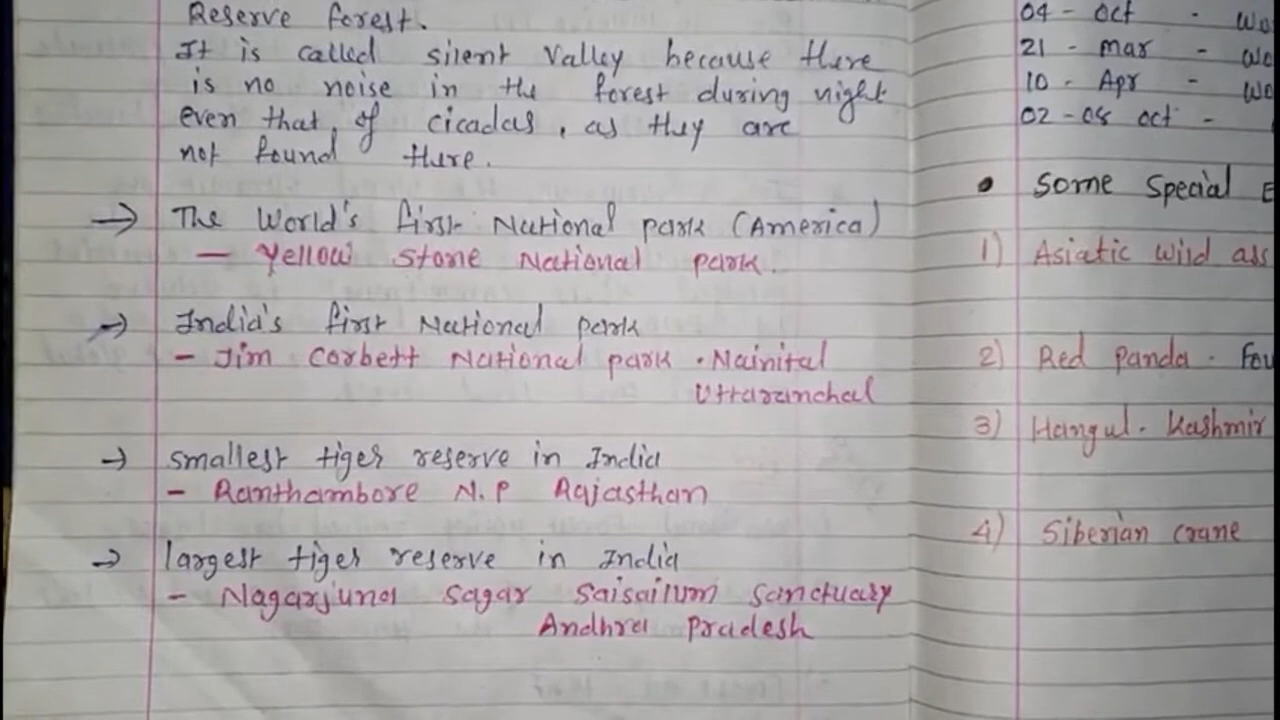 Reserve forest.
It is called silent Valley because there
is no noise in the forest during night
even that of cicadas, as they are
not found there.
→ The World's first National park (America)
— Yellow stone National park.
→ India's first National park
- Jim corbett National park . Nainital
Uttaranchal
→ smallest tiger reserve in India
- Ranthambore N.P Rajasthan
→ largest tiger reserve in India
- Nagarjuna sagar Saisailum sanctuary
Andhra Pradesh
04 - Oct -
21 - mar -
10 - Apr -
02-08 oct -
• Some Special
1) Asiatic wild ass
2) Red Panda .
3) Hangul . Kashmir
4) Siberian crane